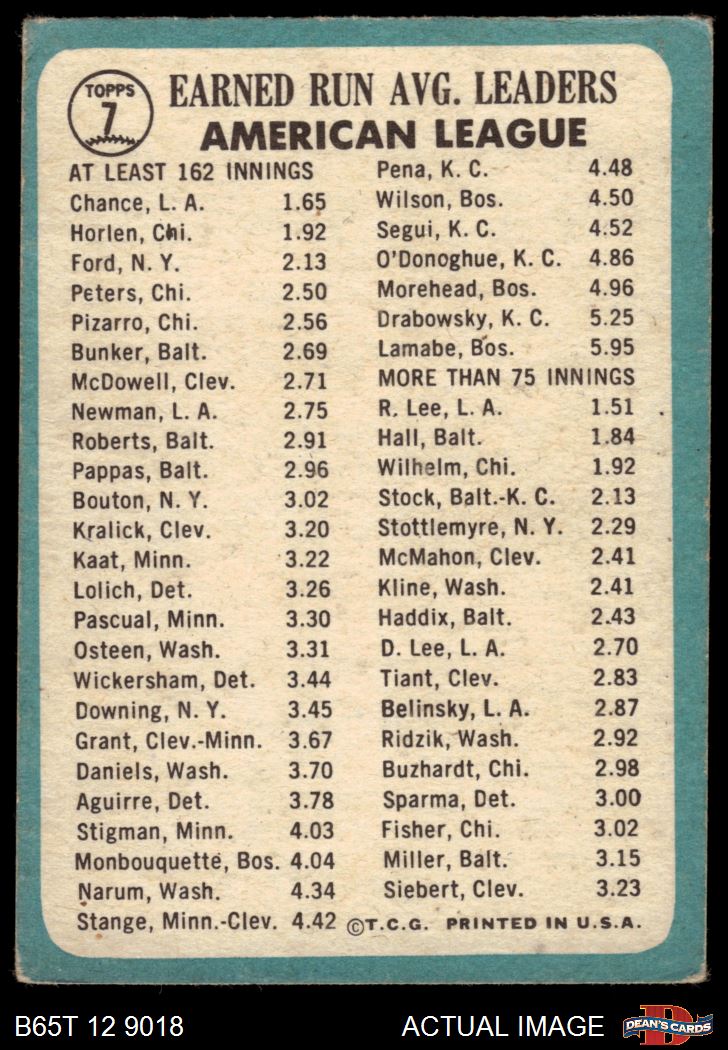 TOPPS
7
EARNED RUN AVG. LEADERS
AMERICAN LEAGUE
AT LEAST 162 INNINGS
Chance, L. A. 1.65
Horlen, Chi. 1.92
Ford, N. Y. 2.13
Peters, Chi. 2.50
Pizarro, Chi. 2.56
Bunker, Balt. 2.69
McDowell, Clev. 2.71
Newman, L. A. 2.75
Roberts, Balt. 2.91
Pappas, Balt. 2.96
Bouton, N. Y. 3.02
Kralick, Clev. 3.20
Kaat, Minn. 3.22
Lolich, Det. 3.26
Pascual, Minn. 3.30
Osteen, Wash. 3.31
Wickersham, Det. 3.44
Downing, N. Y. 3.45
Grant, Clev.-Minn. 3.67
Daniels, Wash. 3.70
Aguirre, Det. 3.78
Stigman, Minn. 4.03
Monbouquette, Bos. 4.04
Narum, Wash. 4.34
Stange, Minn.-Clev. 4.42
Pena, K. C. 4.48
Wilson, Bos. 4.50
Segui, K. C. 4.52
O'Donoghue, K. C. 4.86
Morehead, Bos. 4.96
Drabowsky, K. C. 5.25
Lamabe, Bos. 5.95
MORE THAN 75 INNINGS
R. Lee, L. A. 1.51
Hall, Balt. 1.84
Wilhelm, Chi. 1.92
Stock, Balt.-K. C. 2.13
Stottlemyre, N. Y. 2.29
McMahon, Clev. 2.41
Kline, Wash. 2.41
Haddix, Balt. 2.43
D. Lee, L. A. 2.70
Tiant, Clev. 2.83
Belinsky, L. A. 2.87
Ridzik, Wash. 2.92
Buzhardt, Chi. 2.98
Sparma, Det. 3.00
Fisher, Chi. 3.02
Miller, Balt. 3.15
Siebert, Clev. 3.23
©T.C.G. PRINTED IN U.S.A.
B65T 12 9018
ACTUAL IMAGE
D
DEAN'S CARDS